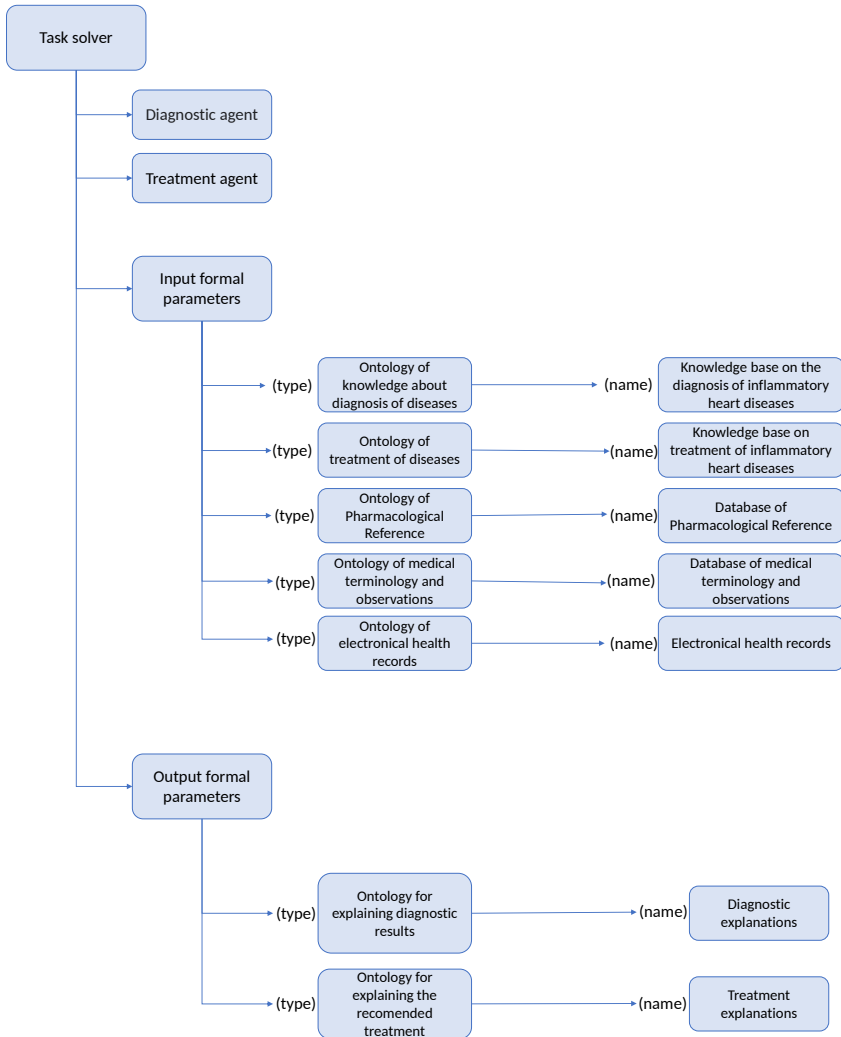 Task solver
Diagnostic agent
Treatment agent
Input formal
parameters
(type)
Ontology of
knowledge about
diagnosis of diseases
(name)
Knowledge base on the
diagnosis of inflammatory
heart diseases
(type)
Ontology of
treatment of diseases
(name)
Knowledge base on
treatment of inflammatory
heart diseases
(type)
Ontology of
Pharmacological
Reference
(name)
Database of
Pharmacological Reference
(type)
Ontology of medical
terminology and
observations
(name)
Database of medical
terminology and
observations
(type)
Ontology of
electronical health
records
(name)
Electronical health records
Output formal
parameters
(type)
Ontology for
explaining diagnostic
results
(name)
Diagnostic
explanations
(type)
Ontology for
explaining the
recomended
treatment
(name)
Treatment
explanations